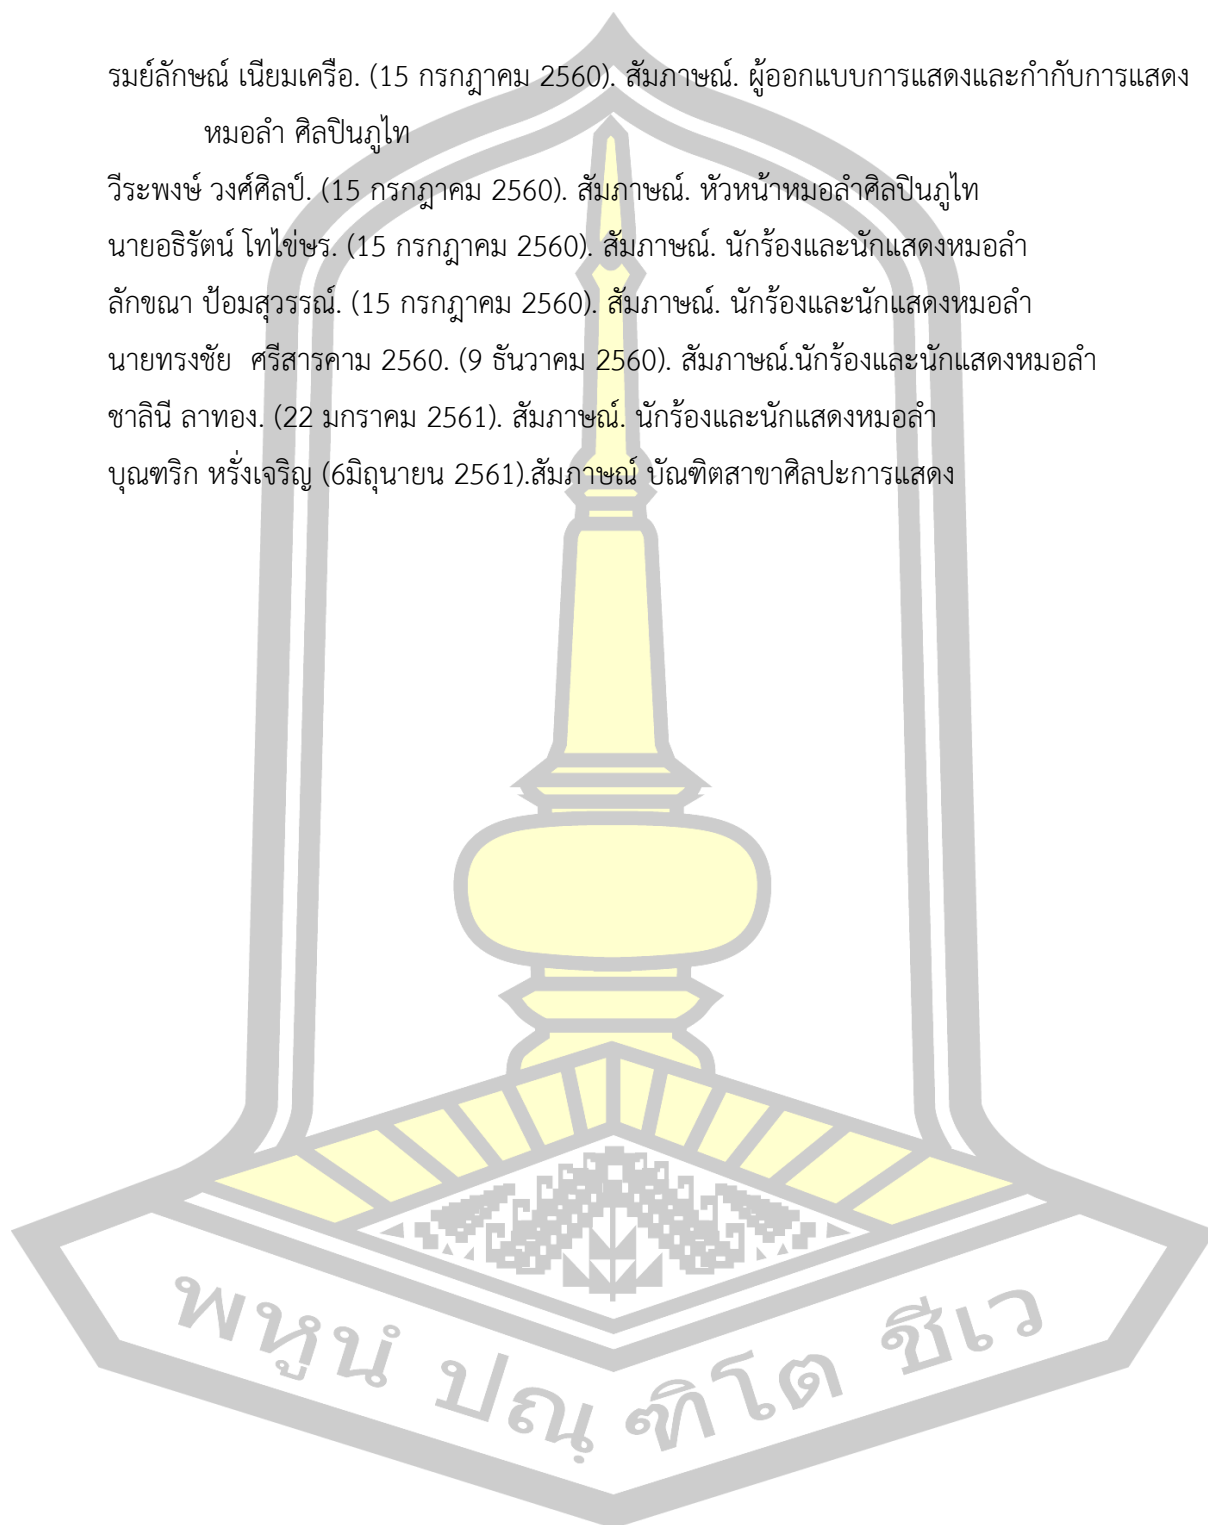 รมย์ลักษณ์ เนียมเครือ. (15 กรกฎาคม 2560). สัมภาษณ์. ผู้ออกแบบการแสดงและกำกับการแสดง
หมอลำ ศิลปินภูไท
วีระพงษ์ วงศ์ศิลป์. (15 กรกฎาคม 2560). สัมภาษณ์. หัวหน้าหมอลำศิลปินภูไท
นายอธิรัตน์ โทไข่ษร. (15 กรกฎาคม 2560). สัมภาษณ์. นักร้องและนักแสดงหมอลำ
ลักขณา ป้อมสุวรรณ์. (15 กรกฎาคม 2560). สัมภาษณ์. นักร้องและนักแสดงหมอลำ
นายทรงชัย  ศรีสารคาม 2560. (9 ธันวาคม 2560). สัมภาษณ์.นักร้องและนักแสดงหมอลำ
ชาลินี ลาทอง. (22 มกราคม 2561). สัมภาษณ์. นักร้องและนักแสดงหมอลำ
บุณฑริก หรั่งเจริญ (6มิถุนายน 2561).สัมภาษณ์ บัณฑิตสาขาศิลปะการแสดง
พหูนํ ปณฺ ฑิโต ชีเว